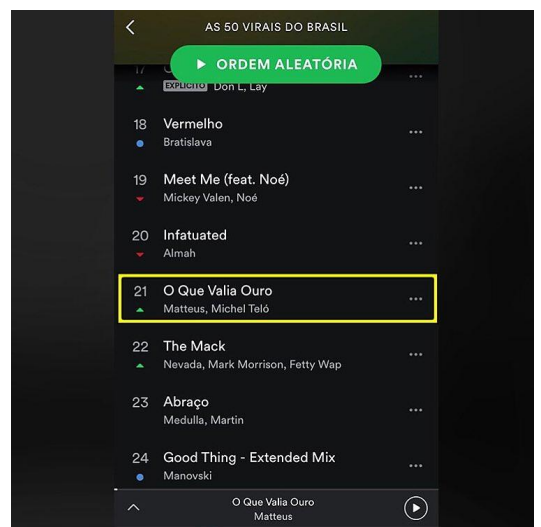 AS 50 VIRAIS DO BRASIL
ORDEM ALEATÓRIA
17
EXPLICITO Don L, Lay
18 Vermelho
Bratislava
19 Meet Me (feat. Noé)
Mickey Valen, Noé
20 Infatuated
Almah
21 O Que Valia Ouro
Matteus, Michel Teló
22 The Mack
Nevada, Mark Morrison, Fetty Wap
23 Abraço
Medulla, Martin
24 Good Thing - Extended Mix
Manovski
O Que Valia Ouro
Matteus